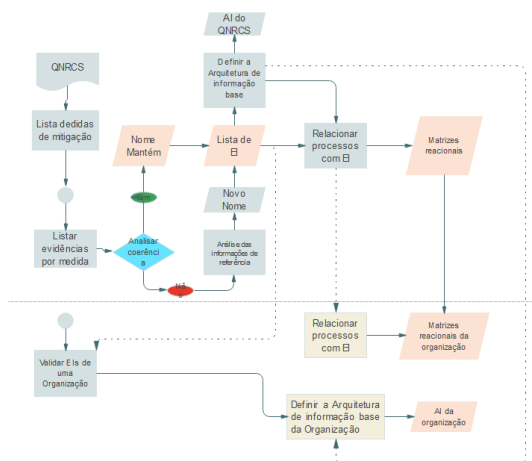 AI do
QNRCS
QNRCS
Definir a
Arquitetura de
informação
base
Lista dedidas
de mitigação
Nome
Mantém
Lista de
EI
Relacionar
processos
com EI
Matrizes
reacionais
Novo
Nome
Listar
evidências
por medida
Analisar
coerênci
a
Análise das
informações de
referência
Nã
o
Relacionar
processos
com EI
Matrizes
reacionais da
organização
Validar EIs de
uma
Organização
Definir a Arquitetura
de informação base
da Organização
AI da
organização